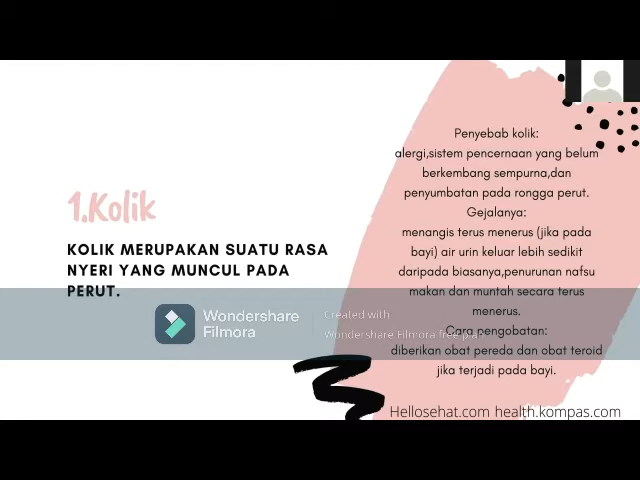 1.Kolik
KOLIK MERUPAKAN SUATU RASA
NYERI YANG MUNCUL PADA
PERUT.
Penyebab kolik:
alergi,sistem pencernaan yang belum
berkembang sempurna,dan
penyumbatan pada rongga perut.
Gejalanya:
menangis terus menerus (jika pada
bayi) air urin keluar lebih sedikit
daripada biasanya,penurunan nafsu
makan dan muntah secara terus
menerus.
Cara pengobatan:
diberikan obat pereda dan obat teroid
jika terjadi pada bayi.
Hellosehat.com health.kompas.com
Wondershare
Filmora
Created with
Wondershare Filmora free